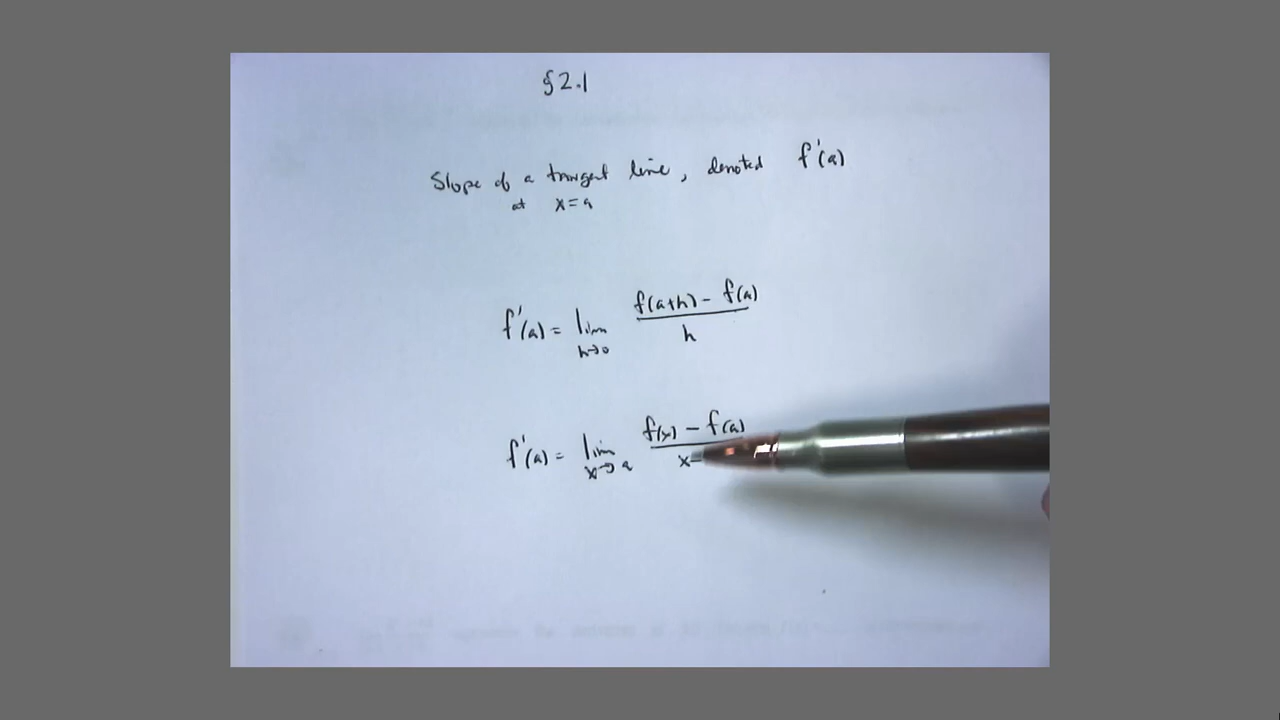 §2.1
Slope of a tangent line, denoted f'(a)
at x=a
f'(a) = lim h→0 f(a+h) - f(a) / h
f'(a) = lim x→a f(x) - f(a) / x-